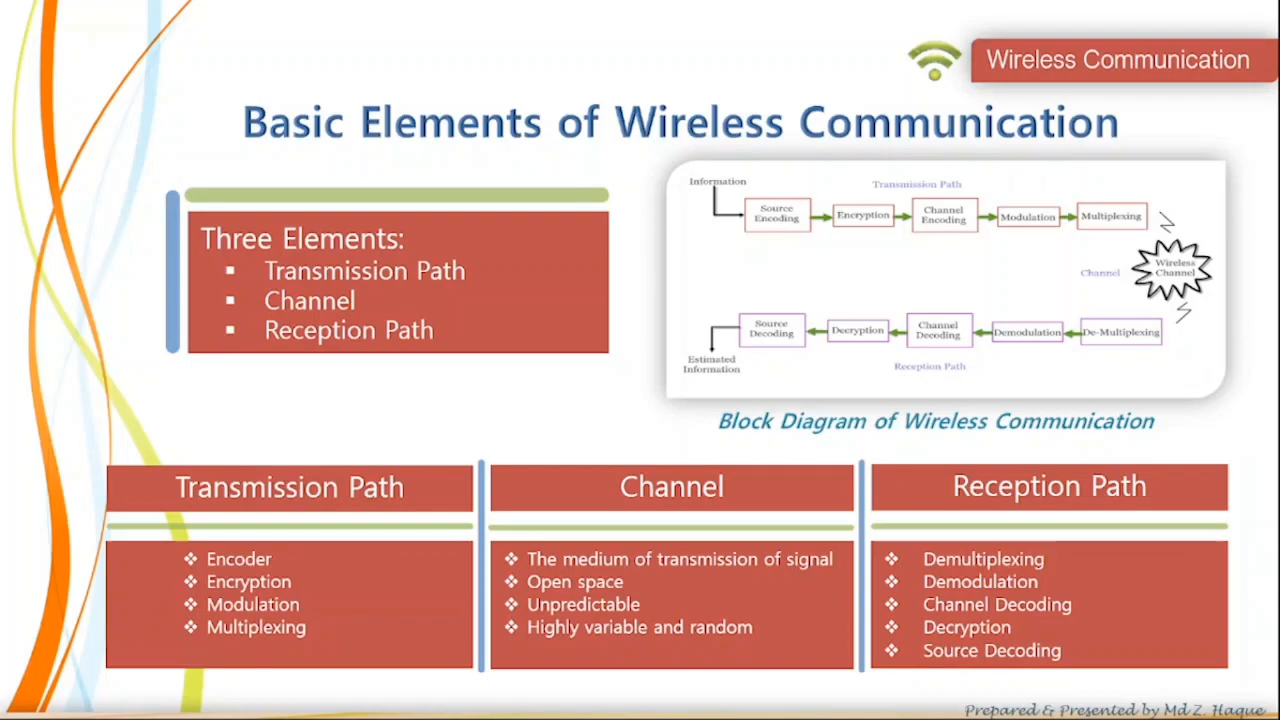 Wireless Communication
Basic Elements of Wireless Communication
Three Elements:
▪ Transmission Path
▪ Channel
▪ Reception Path
Information
Transmission Path
Source
Encoding
Encryption
Channel
Encoding
Modulation
Multiplexing
Channel
Wireless
Channel
Source
Decoding
Decryption
Channel
Decoding
Demodulation
De-Multiplexing
Estimated
Information
Reception Path
Block Diagram of Wireless Communication
Transmission Path
❖ Encoder
❖ Encryption
❖ Modulation
❖ Multiplexing
Channel
❖ The medium of transmission of signal
❖ Open space
❖ Unpredictable
❖ Highly variable and random
Reception Path
❖ Demultiplexing
❖ Demodulation
❖ Channel Decoding
❖ Decryption
❖ Source Decoding
Prepared & Presented by Md Z. Haque